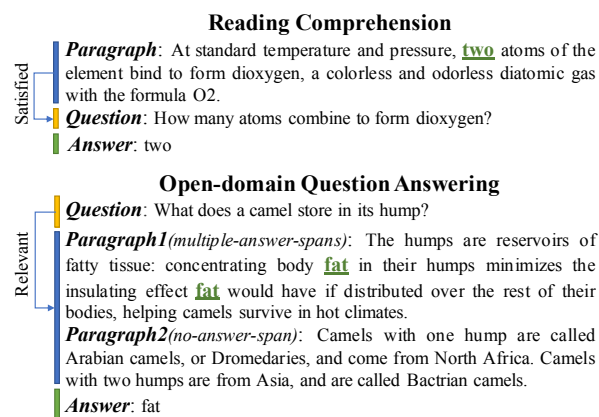 Reading Comprehension
Paragraph: At standard temperature and pressure, two atoms of the
element bind to form dioxygen, a colorless and odorless diatomic gas
with the formula O2.
Satisfied
Question: How many atoms combine to form dioxygen?
Answer: two
Open-domain Question Answering
Question: What does a camel store in its hump?
Relevant
Paragraph1(multiple-answer-spans): The humps are reservoirs of
fatty tissue: concentrating body fat in their humps minimizes the
insulating effect fat would have if distributed over the rest of their
bodies, helping camels survive in hot climates.
Paragraph2(no-answer-span): Camels with one hump are called
Arabian camels, or Dromedaries, and come from North Africa. Camels
with two humps are from Asia, and are called Bactrian camels.
Answer: fat